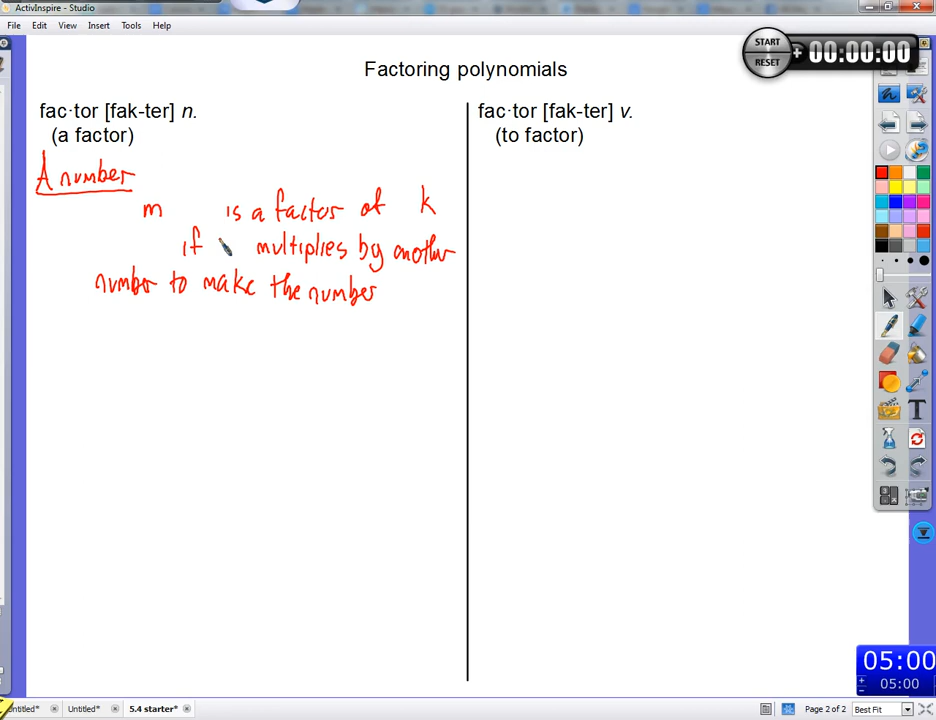 ActivInspire - Studio
File Edit View Insert Tools Help
START
RESET
+ 00:00:00
Factoring polynomials
fac·tor [fak-ter] n.
(a factor)
A number
m is a factor of k
if multiplies by another
number to make the number
fac·tor [fak-ter] v.
(to factor)
T
05:00
05:00
ntitled* Untitled* 5.4 starter* 2 of 2 Best Fit